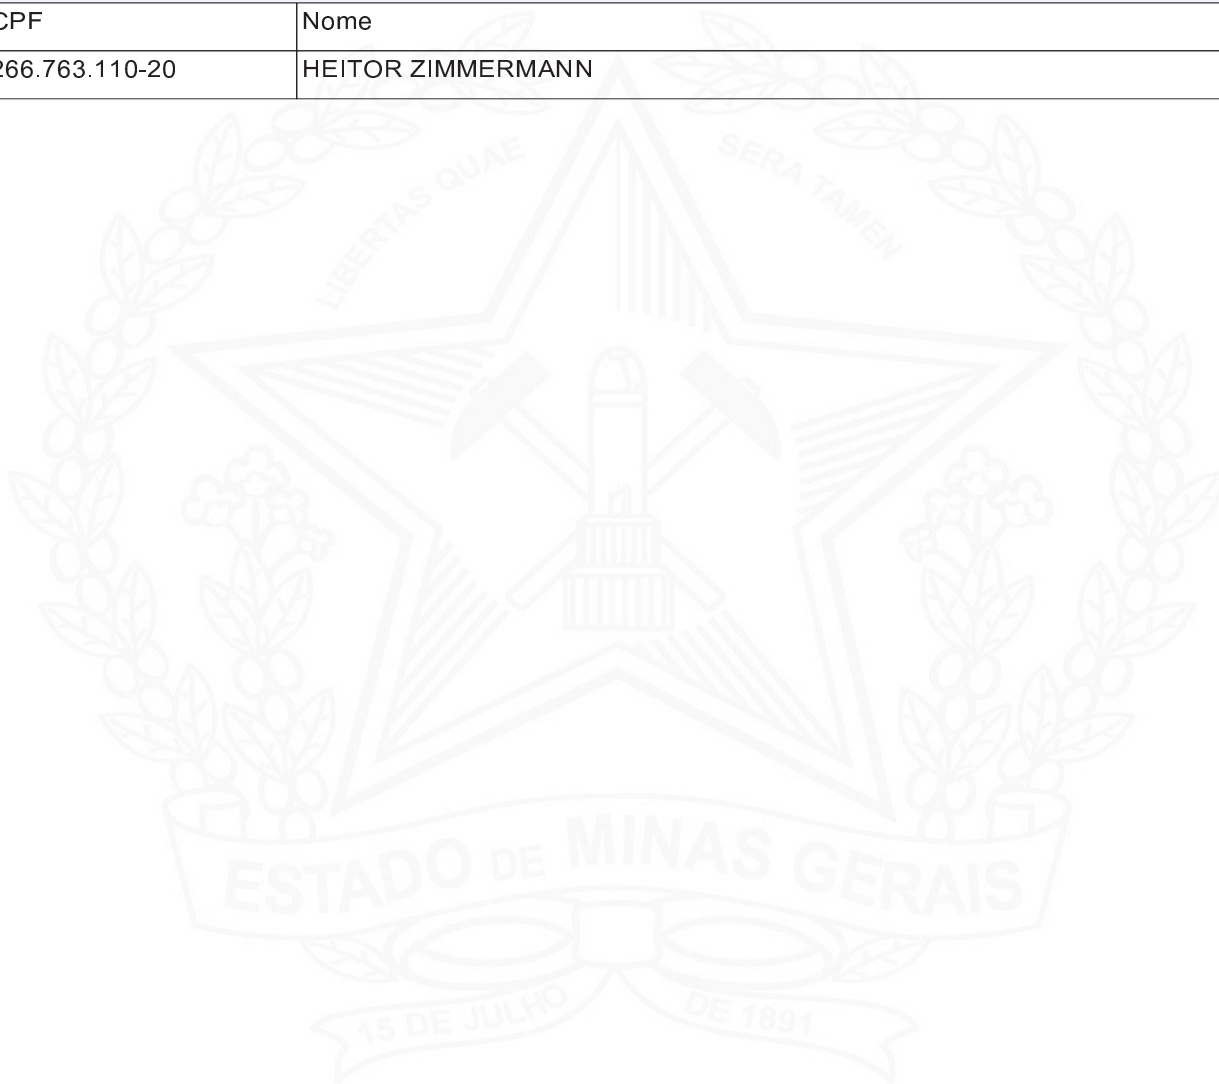 CPF
Nome
266.763.110-20
HEITOR ZIMMERMANN
LIBERTAS QUAE
SERA TAMEN
ESTADO DE MINAS GERAIS
15 DE JULHO
DE 1891